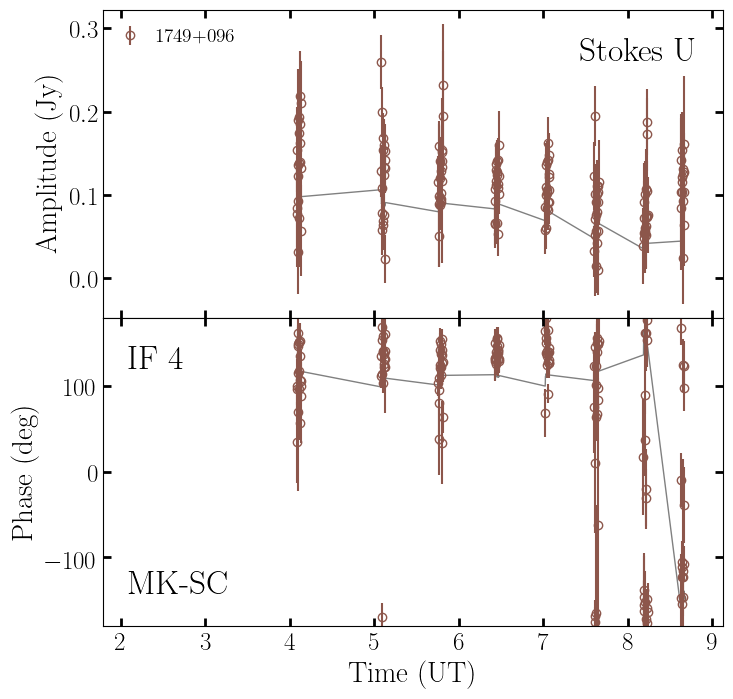 0.3
1749+096
Stokes U
0.2
Amplitude (Jy)
0.1
0.0
IF 4
100
Phase (deg)
0
−100
MK-SC
2 3 4 5 6 7 8 9
Time (UT)